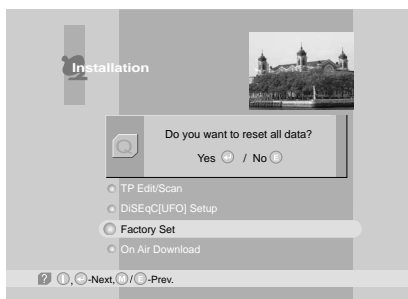 Installation
Do you want to reset all data?
Yes / No E
TP Edit/Scan
DiSEqC[UFO] Setup
Factory Set
On Air Download
? I, -Next, M / E -Prev.